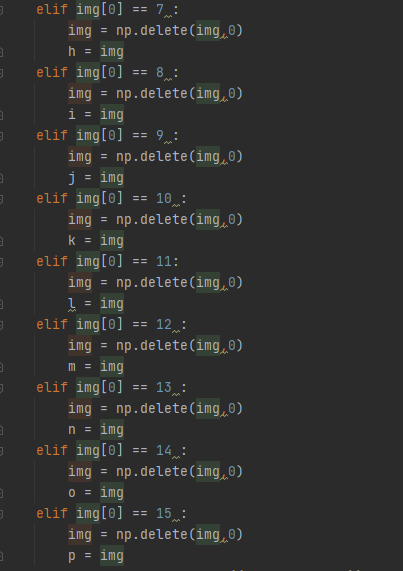 elif img[0] == 7 :
img = np.delete(img,0)
h = img
elif img[0] == 8 :
img = np.delete(img,0)
i = img
elif img[0] == 9 :
img = np.delete(img,0)
j = img
elif img[0] == 10 :
img = np.delete(img,0)
k = img
elif img[0] == 11:
img = np.delete(img,0)
l = img
elif img[0] == 12 :
img = np.delete(img,0)
m = img
elif img[0] == 13 :
img = np.delete(img,0)
n = img
elif img[0] == 14 :
img = np.delete(img,0)
o = img
elif img[0] == 15 :
img = np.delete(img,0)
p = img